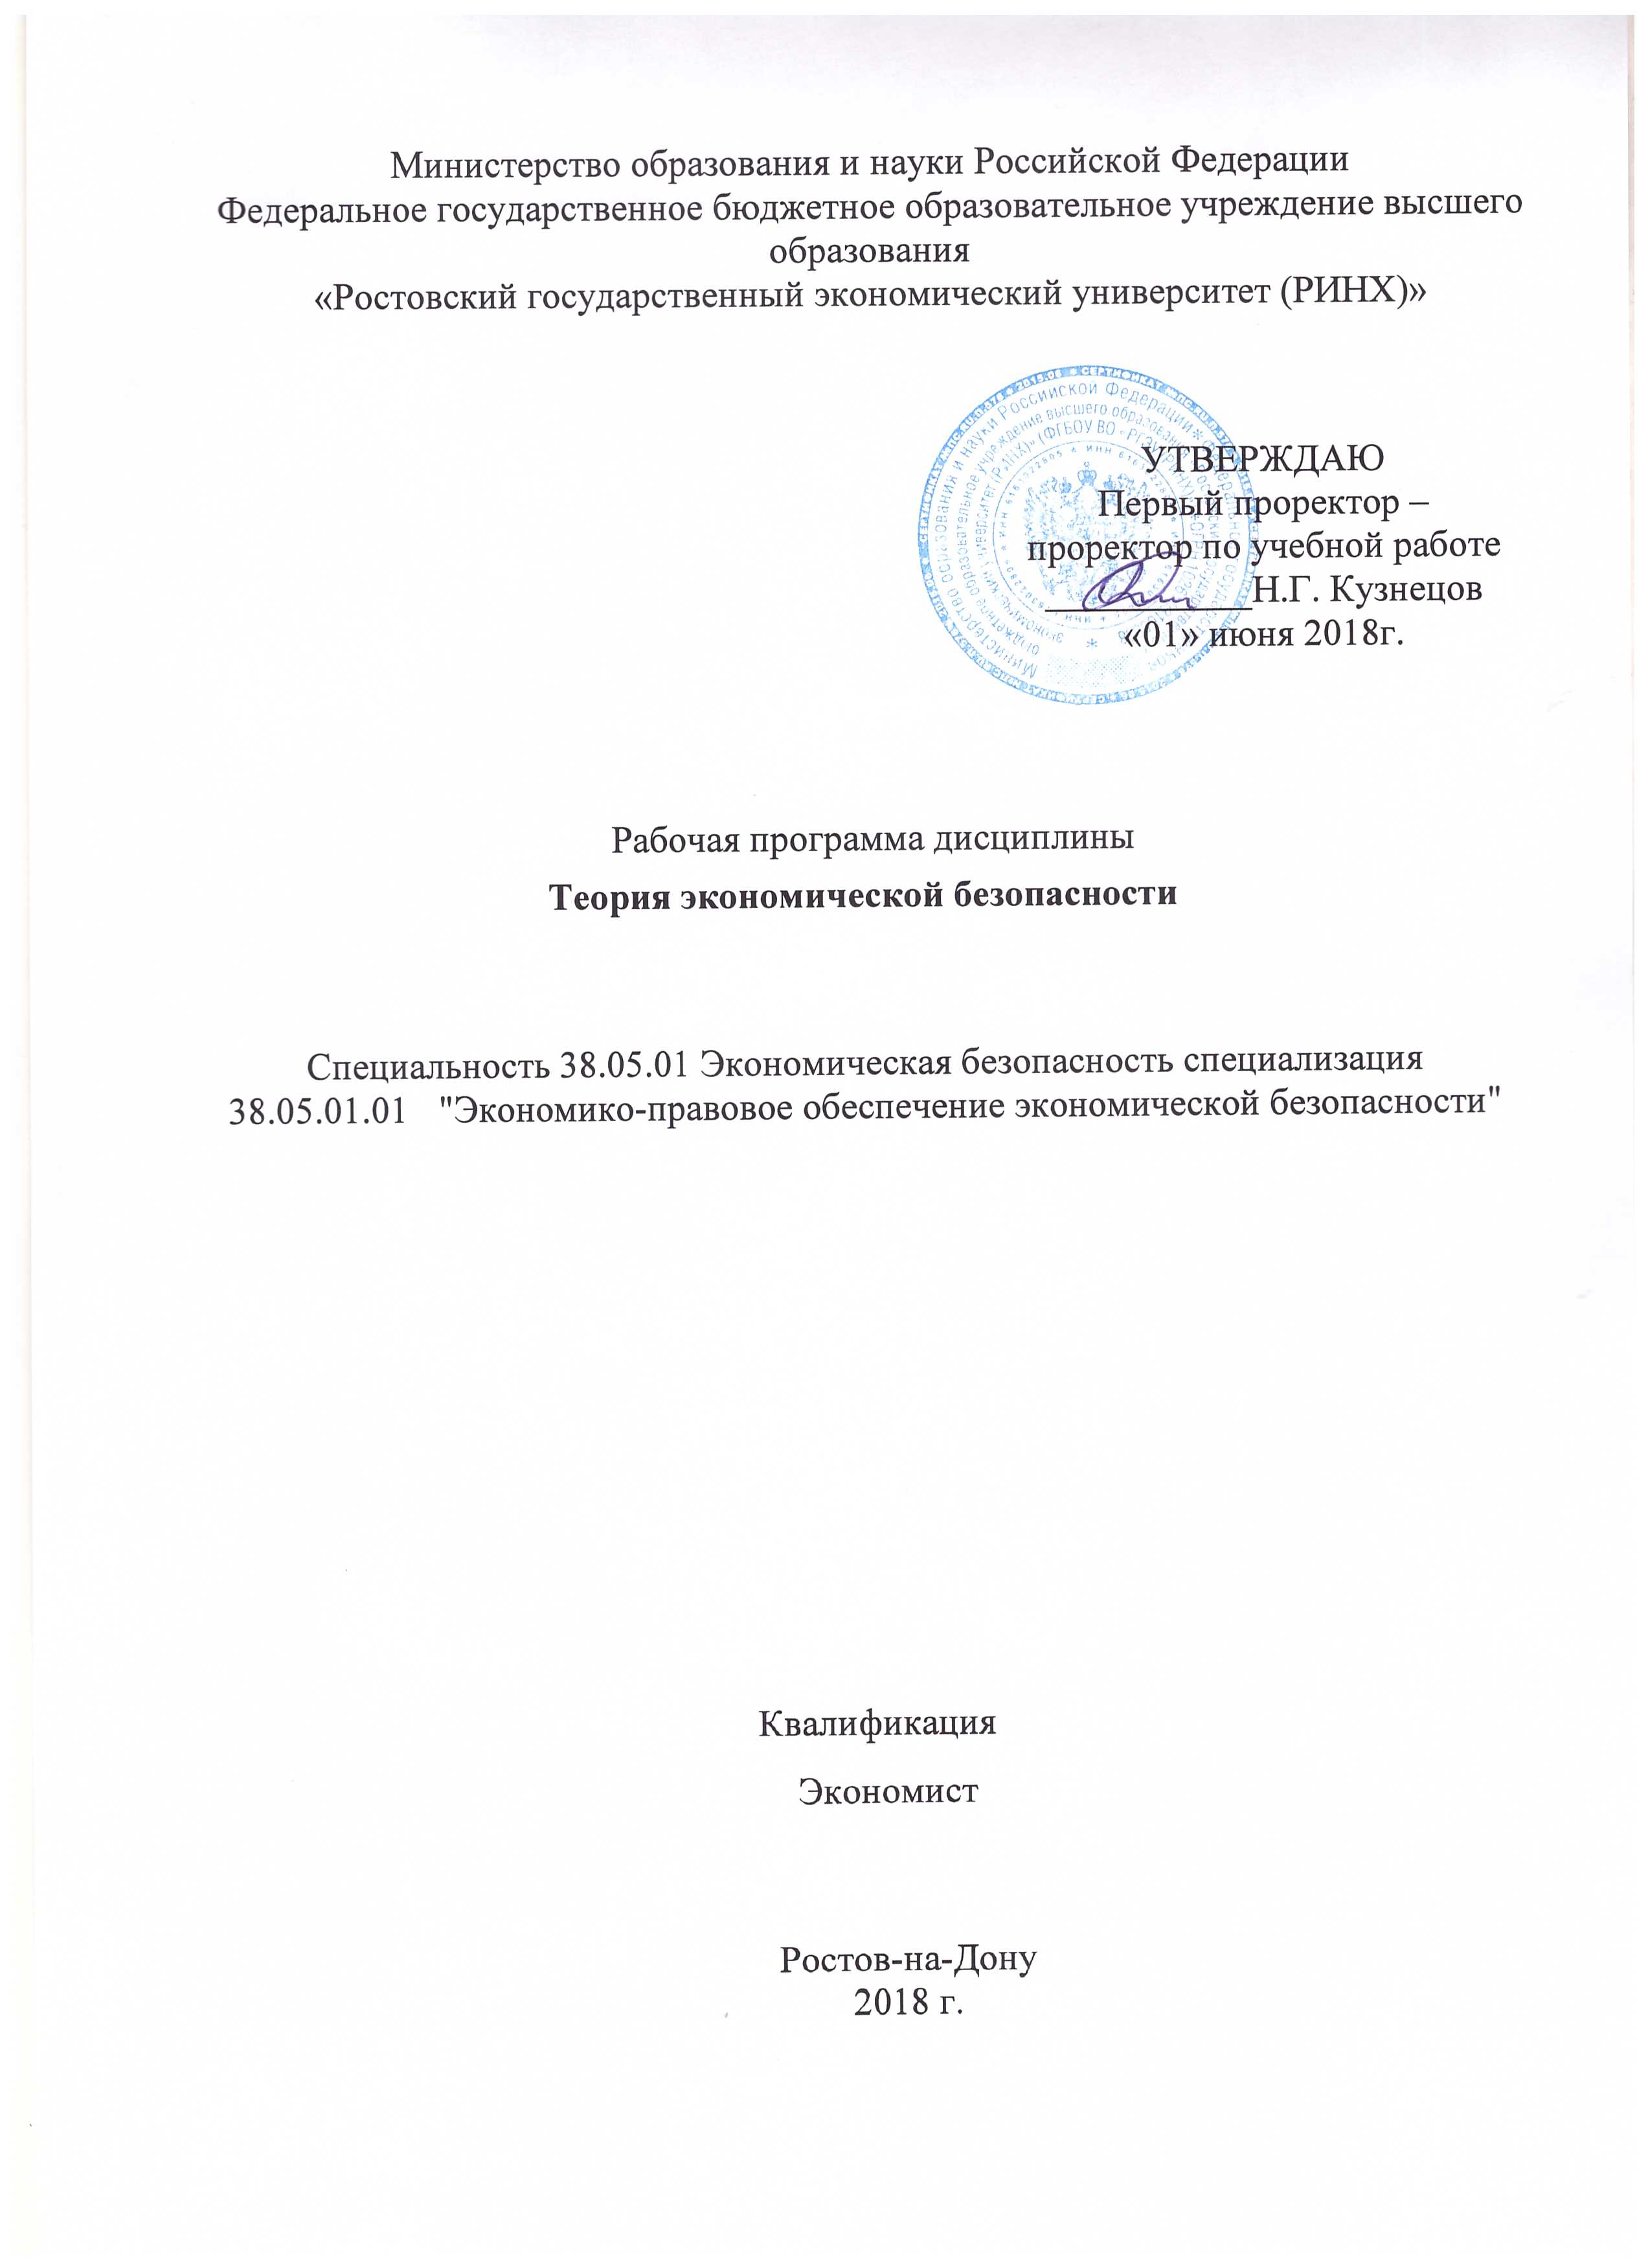 Министерство образования и науки Российской Федерации
Федеральное государственное бюджетное образовательное учреждение высшего
образования
«Ростовский государственный экономический университет (РИНХ)»
УТВЕРЖДАЮ
Первый проректор –
проректор по учебной работе
Н.Г. Кузнецов
«01» июня 2018г.
Рабочая программа дисциплины
Теория экономической безопасности
Специальность 38.05.01 Экономическая безопасность специализация
38.05.01.01 "Экономико-правовое обеспечение экономической безопасности"
Квалификация
Экономист
Ростов-на-Дону
2018 г.